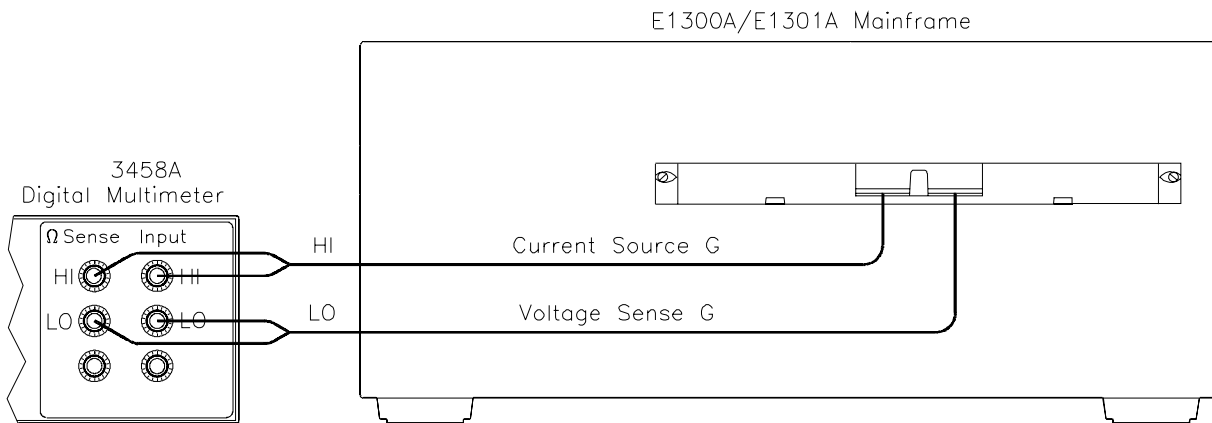 E1300A/E1301A Mainframe
3458A
Digital Multimeter
Ω Sense Input
HI HI
LO LO
HI Current Source G
LO Voltage Sense G